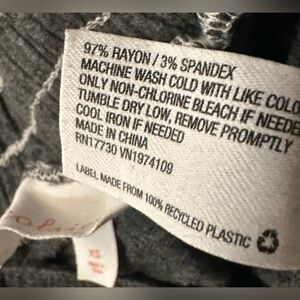 97% RAYON / 3% SPANDEX
MACHINE WASH COLD WITH LIKE COLO
ONLY NON-CHLORINE BLEACH IF NEEDE
TUMBLE DRY LOW, REMOVE PROMPTLY
COOL IRON IF NEEDED
MADE IN CHINA
RN17730 VN1974109
LABEL MADE FROM 100% RECYCLED PLASTIC
XS